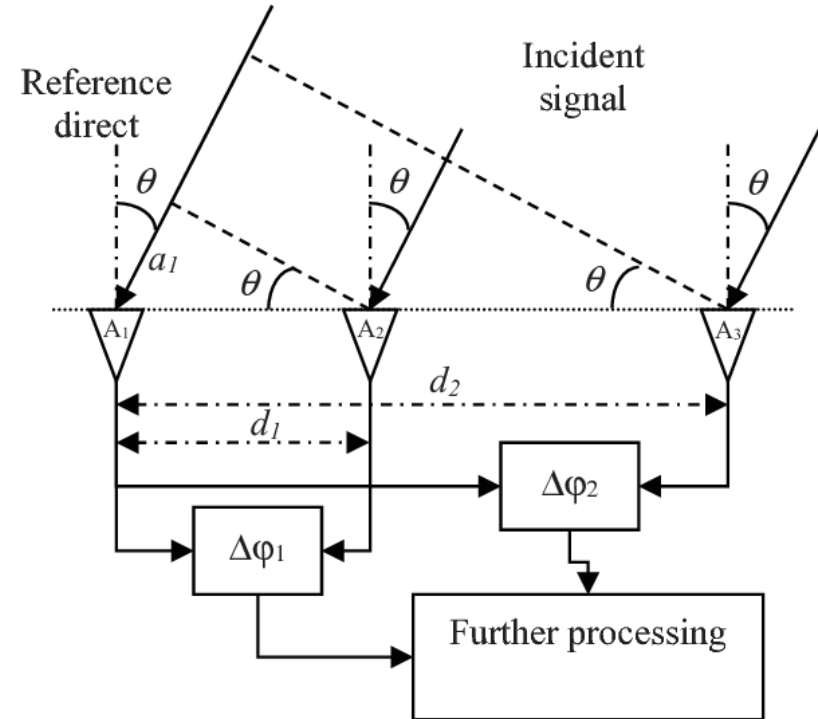 Reference
direct
Incident
signal
θ
θ
θ
a₁
θ
θ
A₁
A₂
A₃
d₂
d₁
Δφ₂
Δφ₁
Further processing